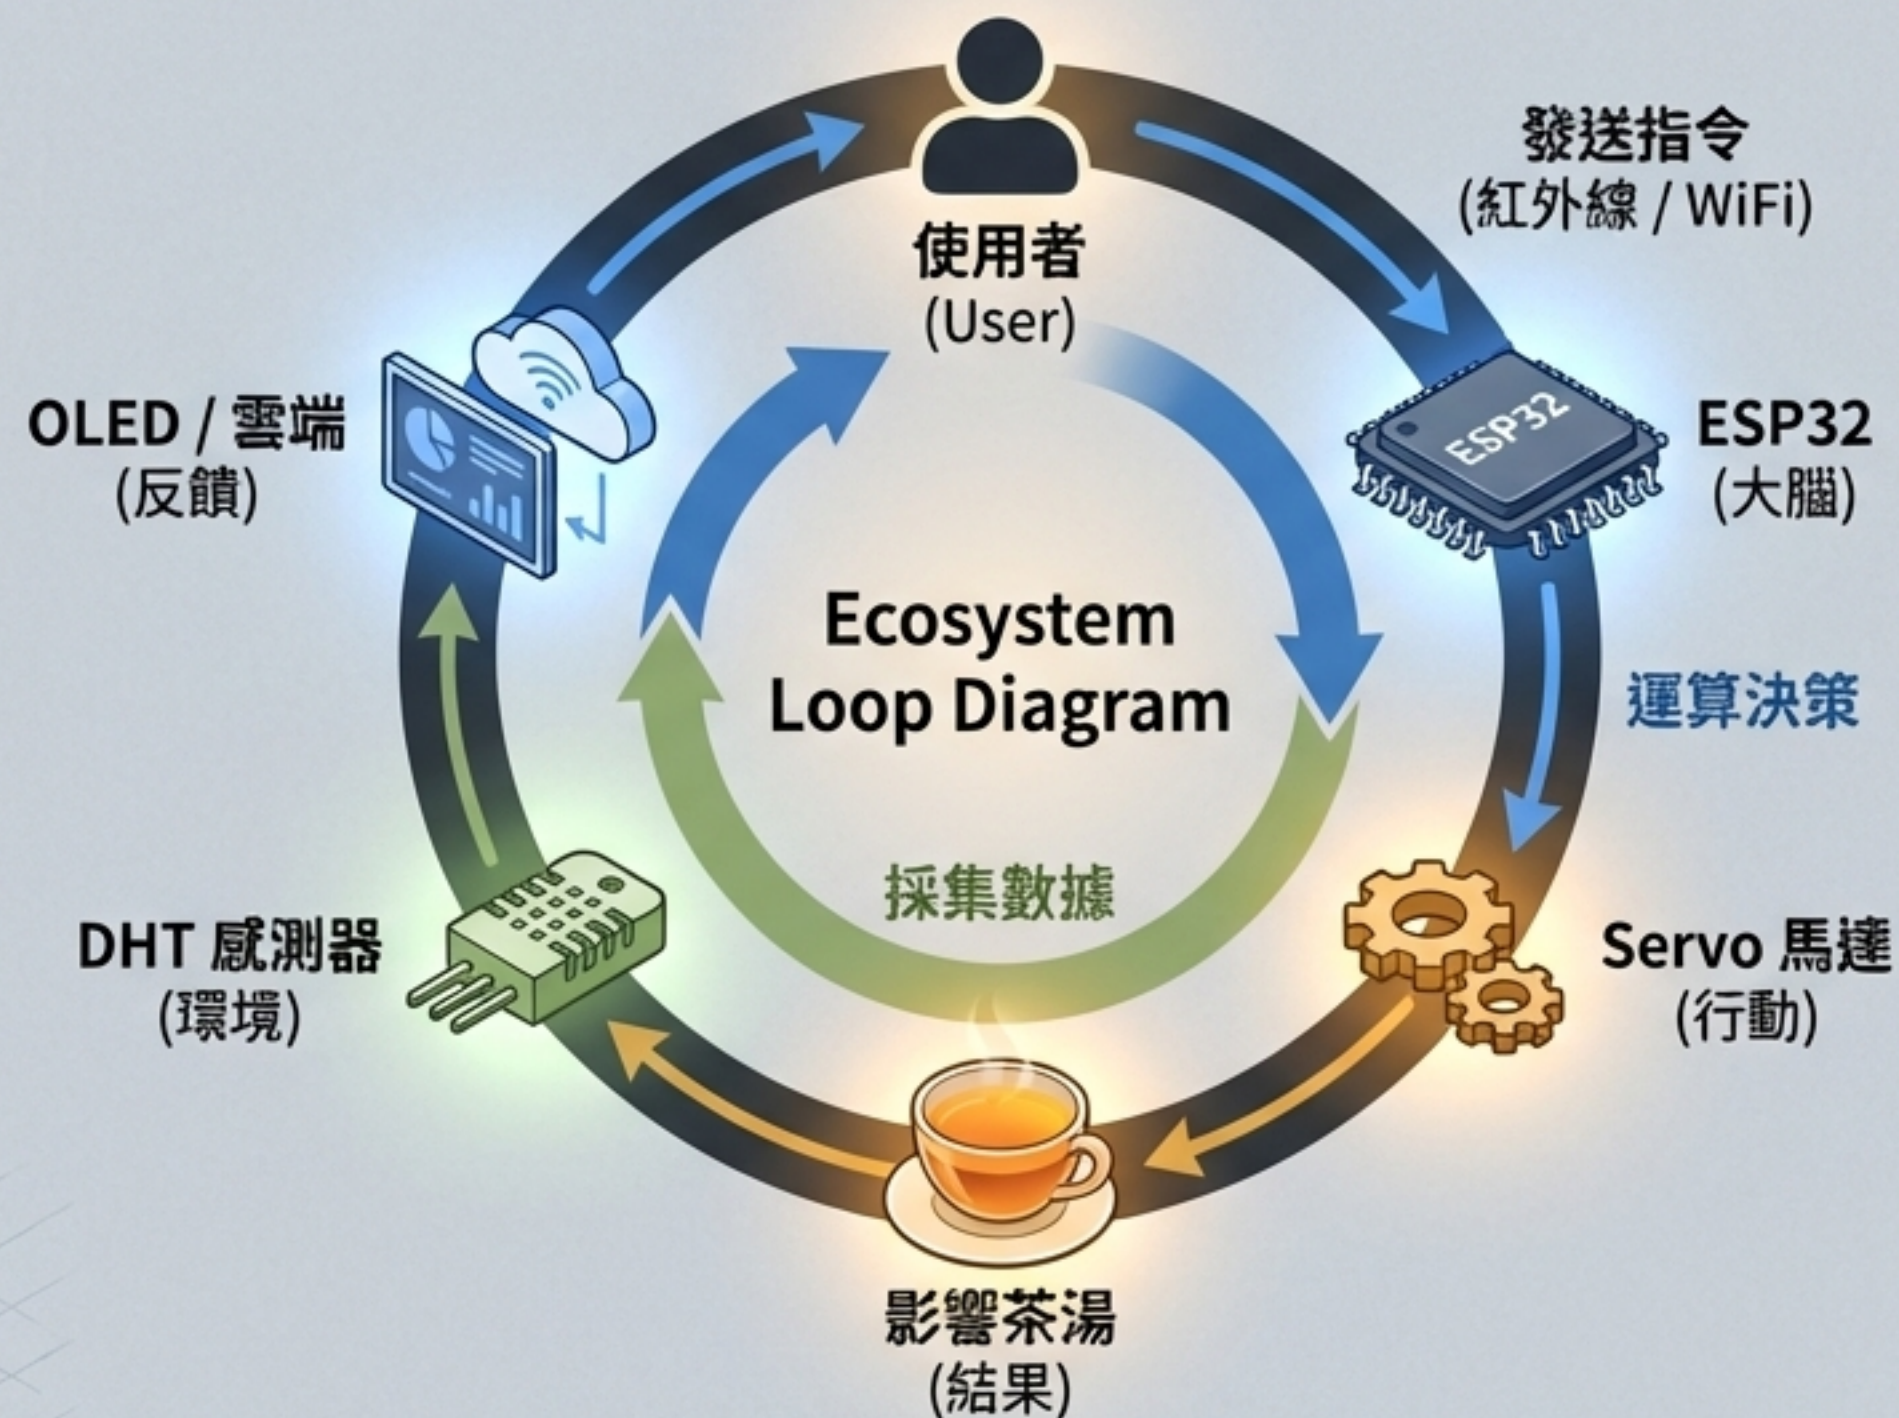 使用者
(User)
發送指令
(紅外線 / WiFi)
ESP32
ESP32
(大腦)
運算決策
Servo 馬達
(行動)
影響茶湯
(結果)
DHT 感測器
(環境)
OLED / 雲端
(反饋)
Ecosystem
Loop Diagram
採集數據